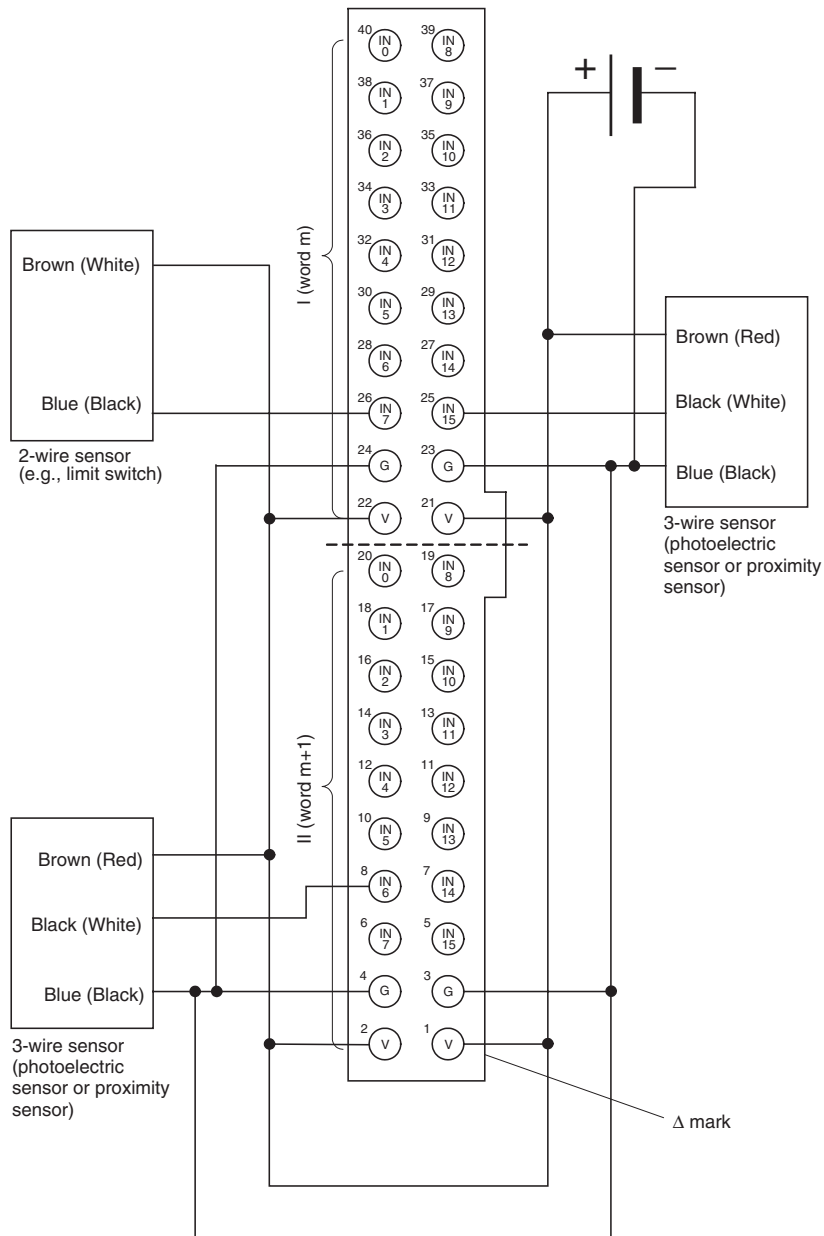 40 IN 0 39 IN 8
38 IN 1 37 IN 9
36 IN 2 35 IN 10
34 IN 3 33 IN 11
32 IN 4 31 IN 12
30 IN 5 29 IN 13
28 IN 6 27 IN 14
26 IN 7 25 IN 15
24 G 23 G
22 V 21 V
20 IN 0 19 IN 8
18 IN 1 17 IN 9
16 IN 2 15 IN 10
14 IN 3 13 IN 11
12 IN 4 11 IN 12
10 IN 5 9 IN 13
8 IN 6 7 IN 14
6 IN 7 5 IN 15
4 G 3 G
2 V 1 V
I (word m)
II (word m+1)
+ −
Brown (White)
Blue (Black)
2-wire sensor
(e.g., limit switch)
Brown (Red)
Black (White)
Blue (Black)
3-wire sensor
(photoelectric
sensor or proximity
sensor)
Brown (Red)
Black (White)
Blue (Black)
3-wire sensor
(photoelectric
sensor or proximity
sensor)
Δ mark